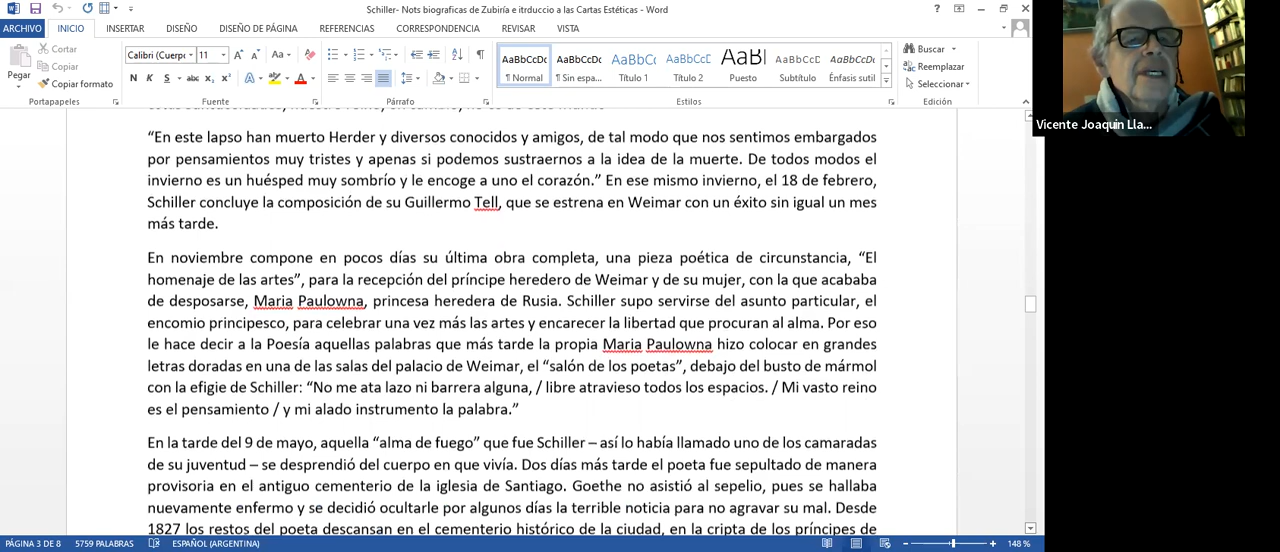 Schiller- Nots biograficas de Zubiría e itrduccio a las Cartas Estéticas - Word
ARCHIVO INICIO INSERTAR DISEÑO DISEÑO DE PÁGINA REFERENCIAS CORRESPONDENCIA REVISAR VISTA
Pegar
Cortar
Copiar
Copiar formato
Portapapeles
Calibri (Cuerpo 11
Fuente
Párrafo
AaBbCcDc AaBbCcDc AaBbCcD AaBbCcD AaBl AaBbCcD AaBbCcDc
¶ Normal ¶ Sin espa... Título 1 Título 2 Puesto Subtítulo Énfasis sutil
Estilos
Buscar
Reemplazar
Seleccionar
Edición
Vicente Joaquin Lla...
“En este lapso han muerto Herder y diversos conocidos y amigos, de tal modo que nos sentimos embargados
por pensamientos muy tristes y apenas si podemos sustraernos a la idea de la muerte. De todos modos el
invierno es un huésped muy sombrío y le encoge a uno el corazón.” En ese mismo invierno, el 18 de febrero,
Schiller concluye la composición de su Guillermo Tell, que se estrena en Weimar con un éxito sin igual un mes
más tarde.
En noviembre compone en pocos días su última obra completa, una pieza poética de circunstancia, “El
homenaje de las artes”, para la recepción del príncipe heredero de Weimar y de su mujer, con la que acababa
de desposarse, Maria Paulowna, princesa heredera de Rusia. Schiller supo servirse del asunto particular, el
encomio principesco, para celebrar una vez más las artes y encarecer la libertad que procuran al alma. Por eso
le hace decir a la Poesía aquellas palabras que más tarde la propia Maria Paulowna hizo colocar en grandes
letras doradas en una de las salas del palacio de Weimar, el “salón de los poetas”, debajo del busto de mármol
con la efigie de Schiller: “No me ata lazo ni barrera alguna, / libre atravieso todos los espacios. / Mi vasto reino
es el pensamiento / y mi alado instrumento la palabra.”
En la tarde del 9 de mayo, aquella “alma de fuego” que fue Schiller – así lo había llamado uno de los camaradas
de su juventud – se desprendió del cuerpo en que vivía. Dos días más tarde el poeta fue sepultado de manera
provisoria en el antiguo cementerio de la iglesia de Santiago. Goethe no asistió al sepelio, pues se hallaba
nuevamente enfermo y se decidió ocultarle por algunos días la terrible noticia para no agravar su mal. Desde
1827 los restos del poeta descansan en el cementerio histórico de la ciudad, en la cripta de los príncipes de
PÁGINA 3 DE 8 5759 PALABRAS ESPAÑOL (ARGENTINA) 148 %